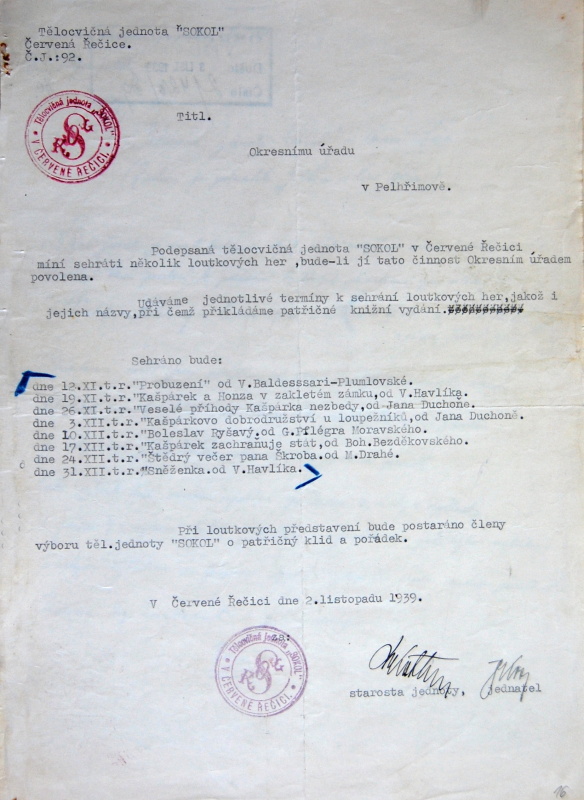 Tělocvičná jednota "SOKOL"
Červená Řečice.
Č.J.:92.
Tělocvičná jednota „SOKOL"
V ČERVENÉ ŘEČICI.
Titl.
Okresnímu úřadu
v Pelhřimově.
Podepsaná tělocvičná jednota "SOKOL" v Červené Řečici
míní sehráti několik loutkových her ,bude-li jí tato činnost Okresním úřadem
povolena.
Udáváme jednotlivé termíny k sehrání loutkových her,jakož i
jejich názvy,při čemž přikládáme patřičné knižní vydání.
Sehráno bude:
dne 12.XI.t.r."Probuzení" od V.Baldesssari-Plumlovské.
dne 19.XI.t.r."Kašpárek a Honza v zakletém zámku,od V.Havlíka.
dne 26.XI.t.r."Veselé příhody Kašpárka nezbedy,od Jana Duchoně.
dne 3.XII.t.r."Kašpárkovo dobrodružství u loupežníků,od Jana Duchoně.
dne 10.XII.t.r."Boleslav Ryšavý.od G.Pflégra Moravského.
dne 17.XII.t.r."Kašpárek zachraňuje stát,od Boh.Bezděkovského.
dne 24.XII.t.r."Štědrý večer pana Škroba.od M.Drahé.
dne 31.XII.t.r."Sněženka.od V.Havlíka.
Při loutkových představení bude postaráno členy
výboru těl.jednoty "SOKOL" o patřičný klid a pořádek.
V Červené Řečici dne 2.listopadu 1939.
za:
Tělocvičná jednota „SOKOL"
V ČERVENÉ ŘEČICI.
starosta jednoty, jednatel
16